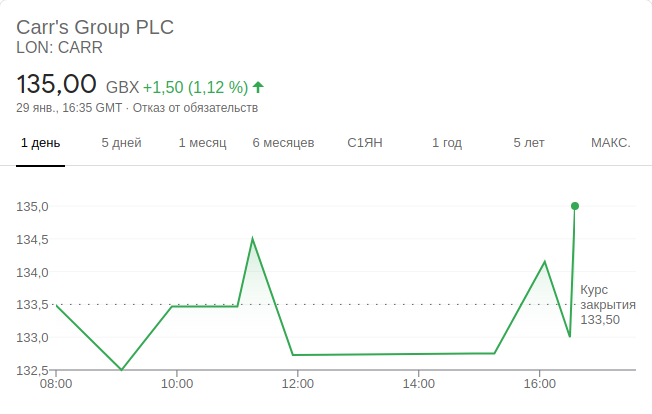 Carr's Group PLC
LON: CARR
135,00 GBX +1,50 (1,12 %)
29 янв., 16:35 GMT · Отказ от обязательств
1 день 5 дней 1 месяц 6 месяцев С1ЯН 1 год 5 лет МАКС.
135,0
134,5
134,0
133,5
133,0
132,5
Курс
закрытия
133,50
08:00 10:00 12:00 14:00 16:00